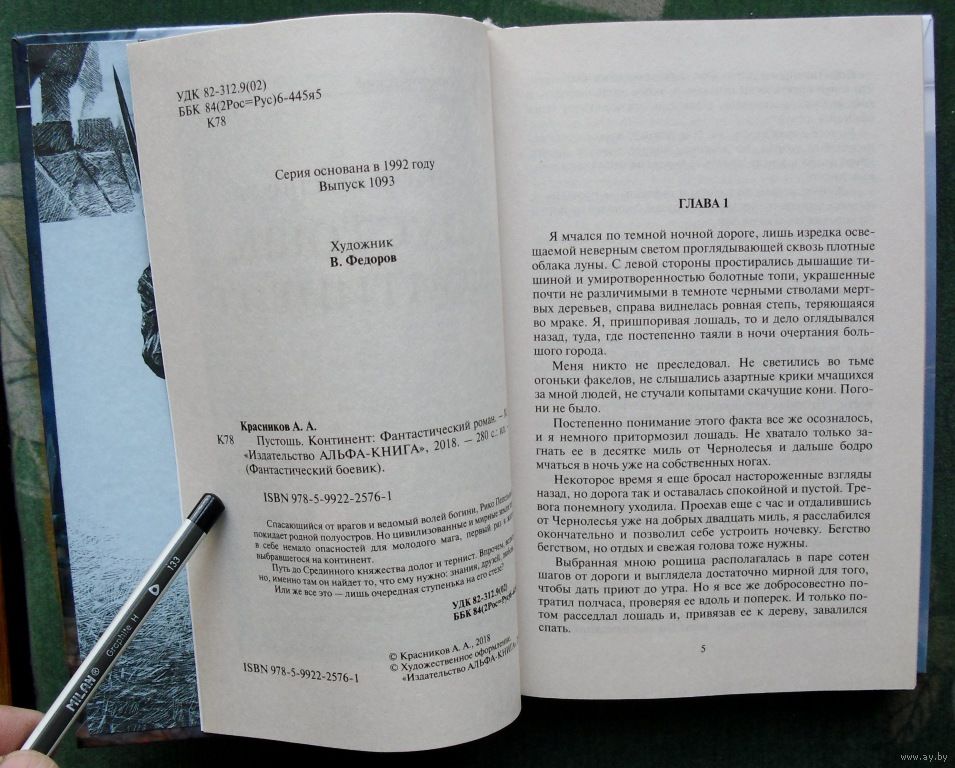 УДК 82-312.9(02)
ББК 84(2Рос=Рус)6-445я5
К78
Серия основана в 1992 году
Выпуск 1093
Художник
В. Федоров
Красников А. А.
К78 Пустошь. Континент: Фантастический роман. —
«Издательство АЛЬФА-КНИГА», 2018. — 280 с.: ил. —
(Фантастический боевик).
ISBN 978-5-9922-2576-1
Спасающийся от врагов и ведомый волей богини, Рико
покидает родной полуостров. Но цивилизованные и мирные земли
в себе немало опасностей для молодого мага, первый раз в
выбравшегося на континент.
Путь до Срединного княжества долог и тернист. Впрочем,
но, именно там он найдет то, что ему нужно: знания, друзей,
Или же все это — лишь очередная ступенька на его стезе?
УДК 82-312.9(02)
ББК 84(2Рос=Рус)6-
© Красников А. А., 2018
© Художественное оформление,
«Издательство АЛЬФА-КНИГА»,
ISBN 978-5-9922-2576-1
MILAN® Graphite H 133
ГЛАВА 1
Я мчался по темной ночной дороге, лишь изредка осве-
щаемой неверным светом проглядывающей сквозь плотные
облака луны. С левой стороны простирались дышащие ти-
шиной и умиротворенностью болотные топи, украшенные
почти не различимыми в темноте черными стволами мерт-
вых деревьев, справа виднелась ровная степь, теряющаяся
во мраке. Я, пришпоривая лошадь, то и дело оглядывался
назад, туда, где постепенно таяли в ночи очертания боль-
шого города.
Меня никто не преследовал. Не светились во тьме
огоньки факелов, не слышались азартные крики мчащихся
за мной людей, не стучали копытами скачущие кони. Пого-
ни не было.
Постепенно понимание этого факта все же осозналось,
и я немного притормозил лошадь. Не хватало только за-
гнать ее в десятке миль от Чернолесья и дальше бодро
мчаться в ночь уже на собственных ногах.
Некоторое время я еще бросал настороженные взгляды
назад, но дорога так и оставалась спокойной и пустой. Тре-
вога понемногу уходила. Проехав еще с час и отдалившись
от Чернолесья уже на добрых двадцать миль, я расслабился
окончательно и позволил себе устроить ночевку. Бегство
бегством, но отдых и свежая голова тоже нужны.
Выбранная мною рощица располагалась в паре сотен
шагов от дороги и выглядела достаточно мирной для того,
чтобы дать приют до утра. Но я все же добросовестно по-
тратил полчаса, проверяя ее вдоль и поперек. И только по-
том расседлал лошадь и, привязав ее к дереву, завалился
спать.
5
www.ay.by